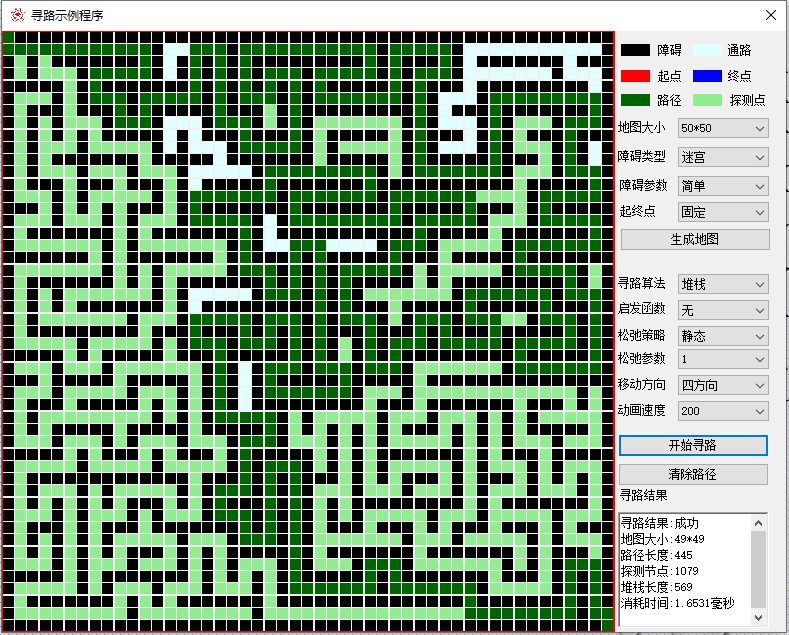 寻路示例程序
障碍 通路
起点 终点
路径 探测点
地图大小 50*50
障碍类型 迷宫
障碍参数 简单
起终点 固定
生成地图
寻路算法 堆栈
启发函数 无
松弛策略 静态
松弛参数 1
移动方向 四方向
动画速度 200
开始寻路
清除路径
寻路结果
寻路结果:成功
地图大小:49*49
路径长度:445
探测节点:1079
堆栈长度:569
消耗时间:1.6531毫秒